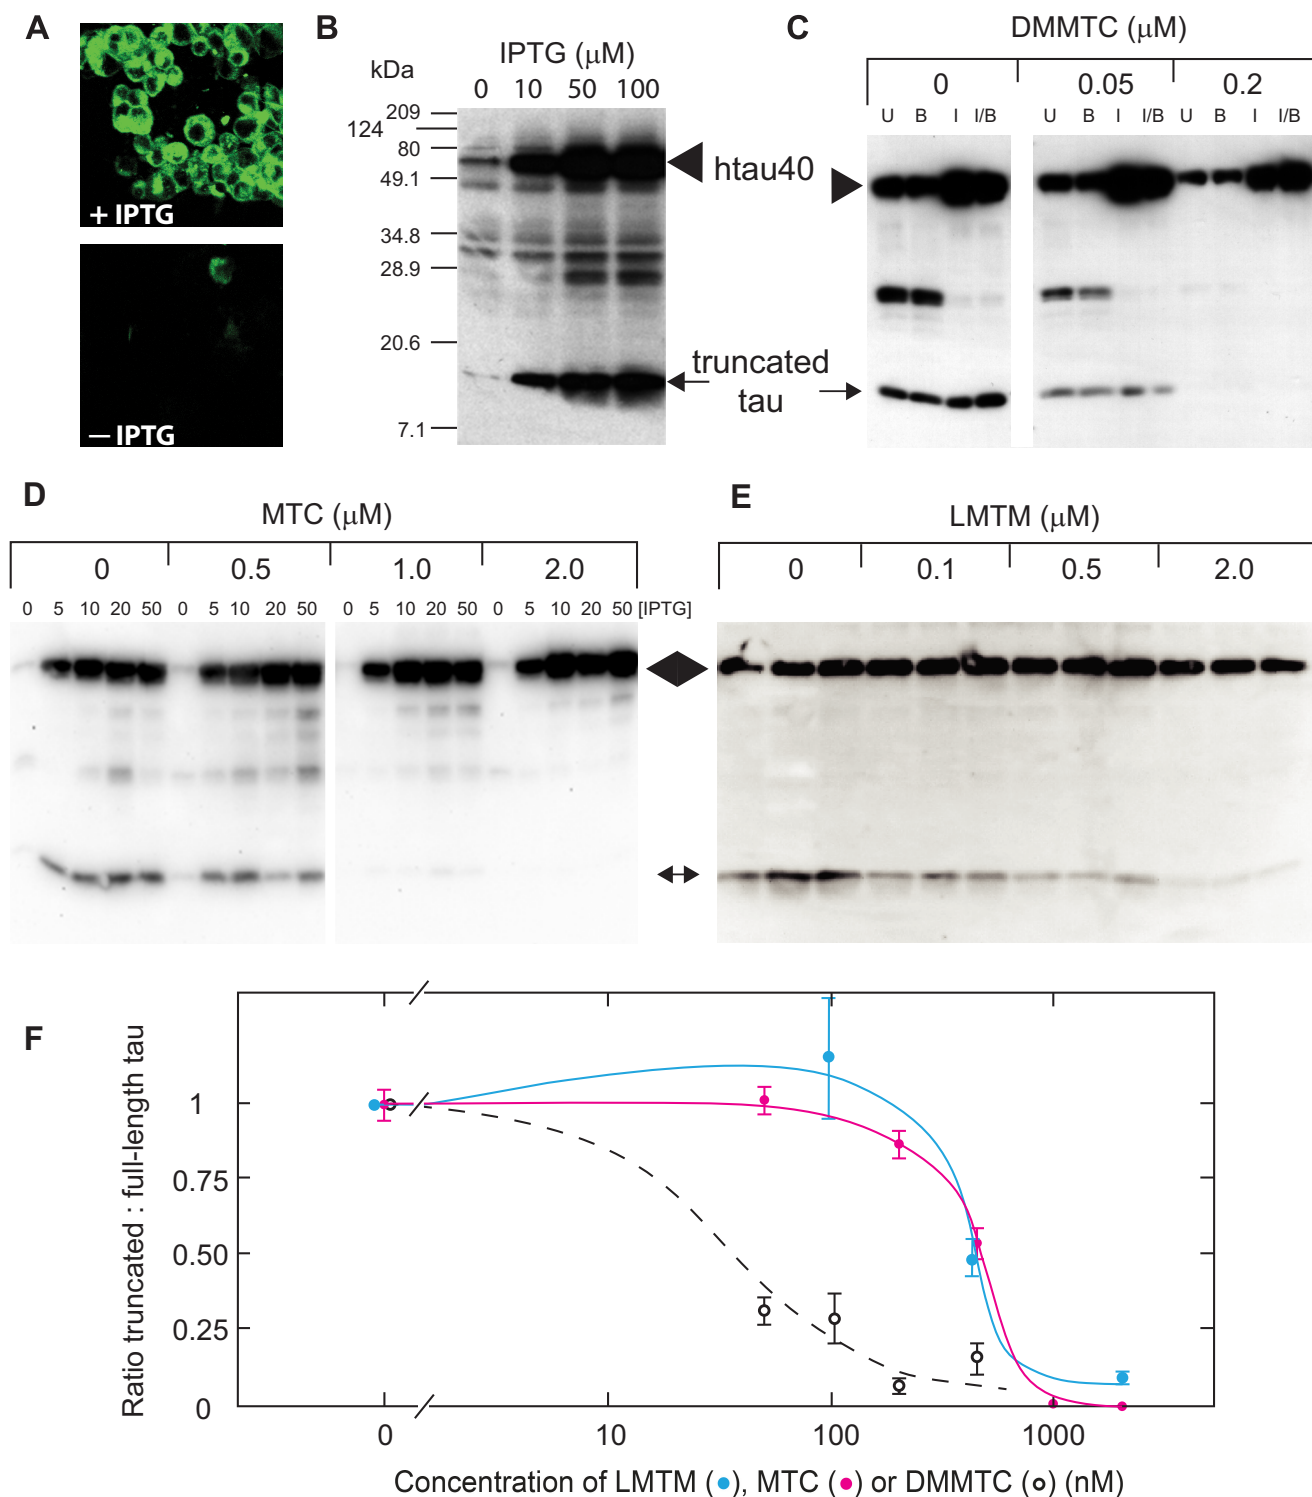 A
+ IPTG
− IPTG
B
IPTG (µM)
kDa
0 10 50 100
209
124
80
49.1
34.8
28.9
20.6
7.1
htau40
truncated
tau
C
DMMTC (µM)
0 0.05 0.2
U B I I/B U B I I/B U B I I/B
D
MTC (µM)
0 0.5 1.0 2.0
0 5 10 20 50 0 5 10 20 50 0 5 10 20 50 0 5 10 20 50 [IPTG]
E
LMTM (µM)
0 0.1 0.5 2.0
F
Ratio truncated : full-length tau
1
0.75
0.50
0.25
0
0 10 100 1000
Concentration of LMTM (●), MTC (●) or DMMTC (o) (nM)